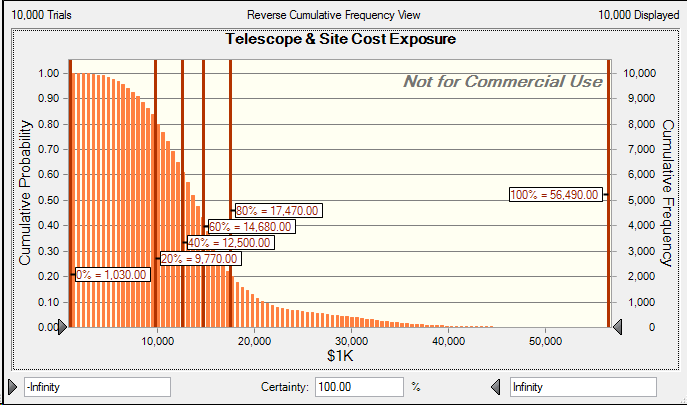 10,000 Trials Reverse Cumulative Frequency View 10,000 Displayed
Telescope & Site Cost Exposure
Not for Commercial Use
Cumulative Probability
1.00
0.90
0.80
0.70
0.60
0.50
0.40
0.30
0.20
0.10
0.00
0% = 1,030.00
20% = 9,770.00
40% = 12,500.00
60% = 14,680.00
80% = 17,470.00
100% = 56,490.00
10,000
9,000
8,000
7,000
6,000
5,000
4,000
3,000
2,000
1,000
0
Cumulative Frequency
10,000 20,000 30,000 40,000 50,000
$1K
-Infinity Certainty: 100.00 % Infinity